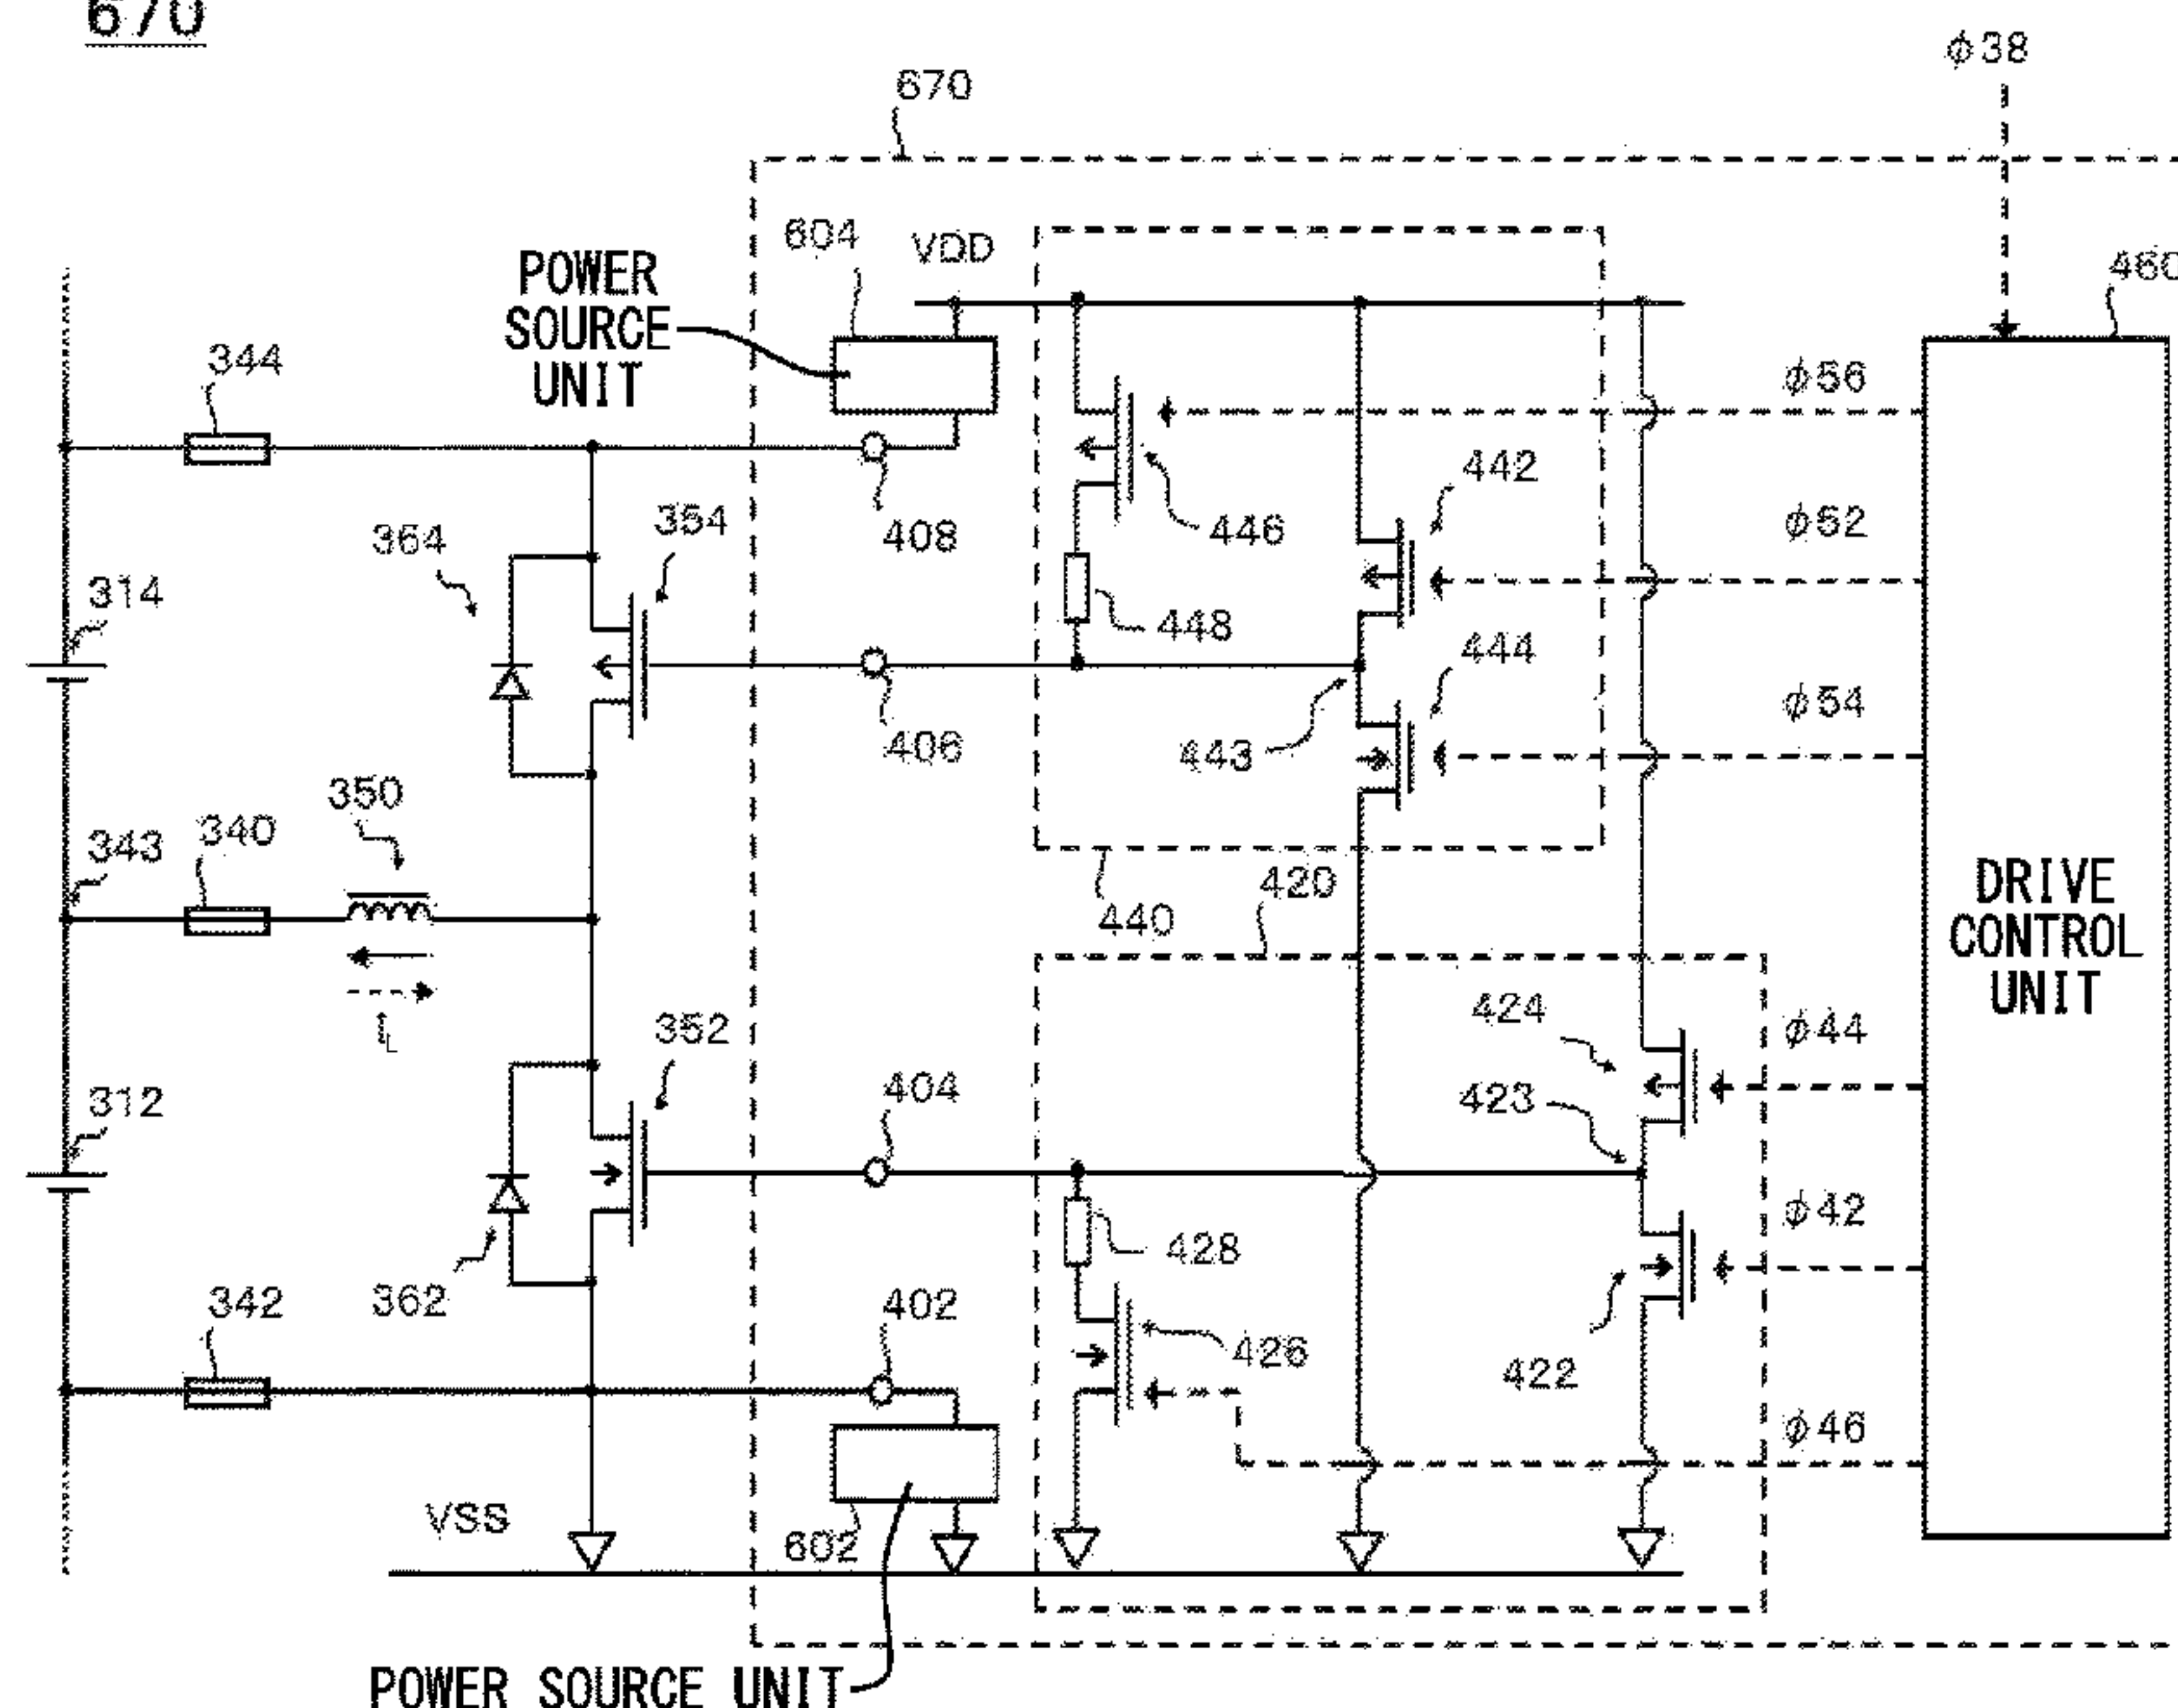 670
φ38
670
460
604
VDD
POWER
SOURCE
UNIT
φ56
344
442
φ52
354
408
446
364
314
448
444
φ54
406
443
350
343
340
420
440
DRIVE
CONTROL
UNIT
424
φ44
352
404
423
312
φ42
428
362
342
402
426
422
φ46
VSS
602
POWER SOURCE UNIT